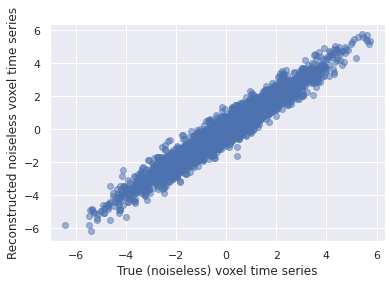 Reconstructed noiseless voxel time series
6
4
2
0
−2
−4
−6
−6 −4 −2 0 2 4 6
True (noiseless) voxel time series